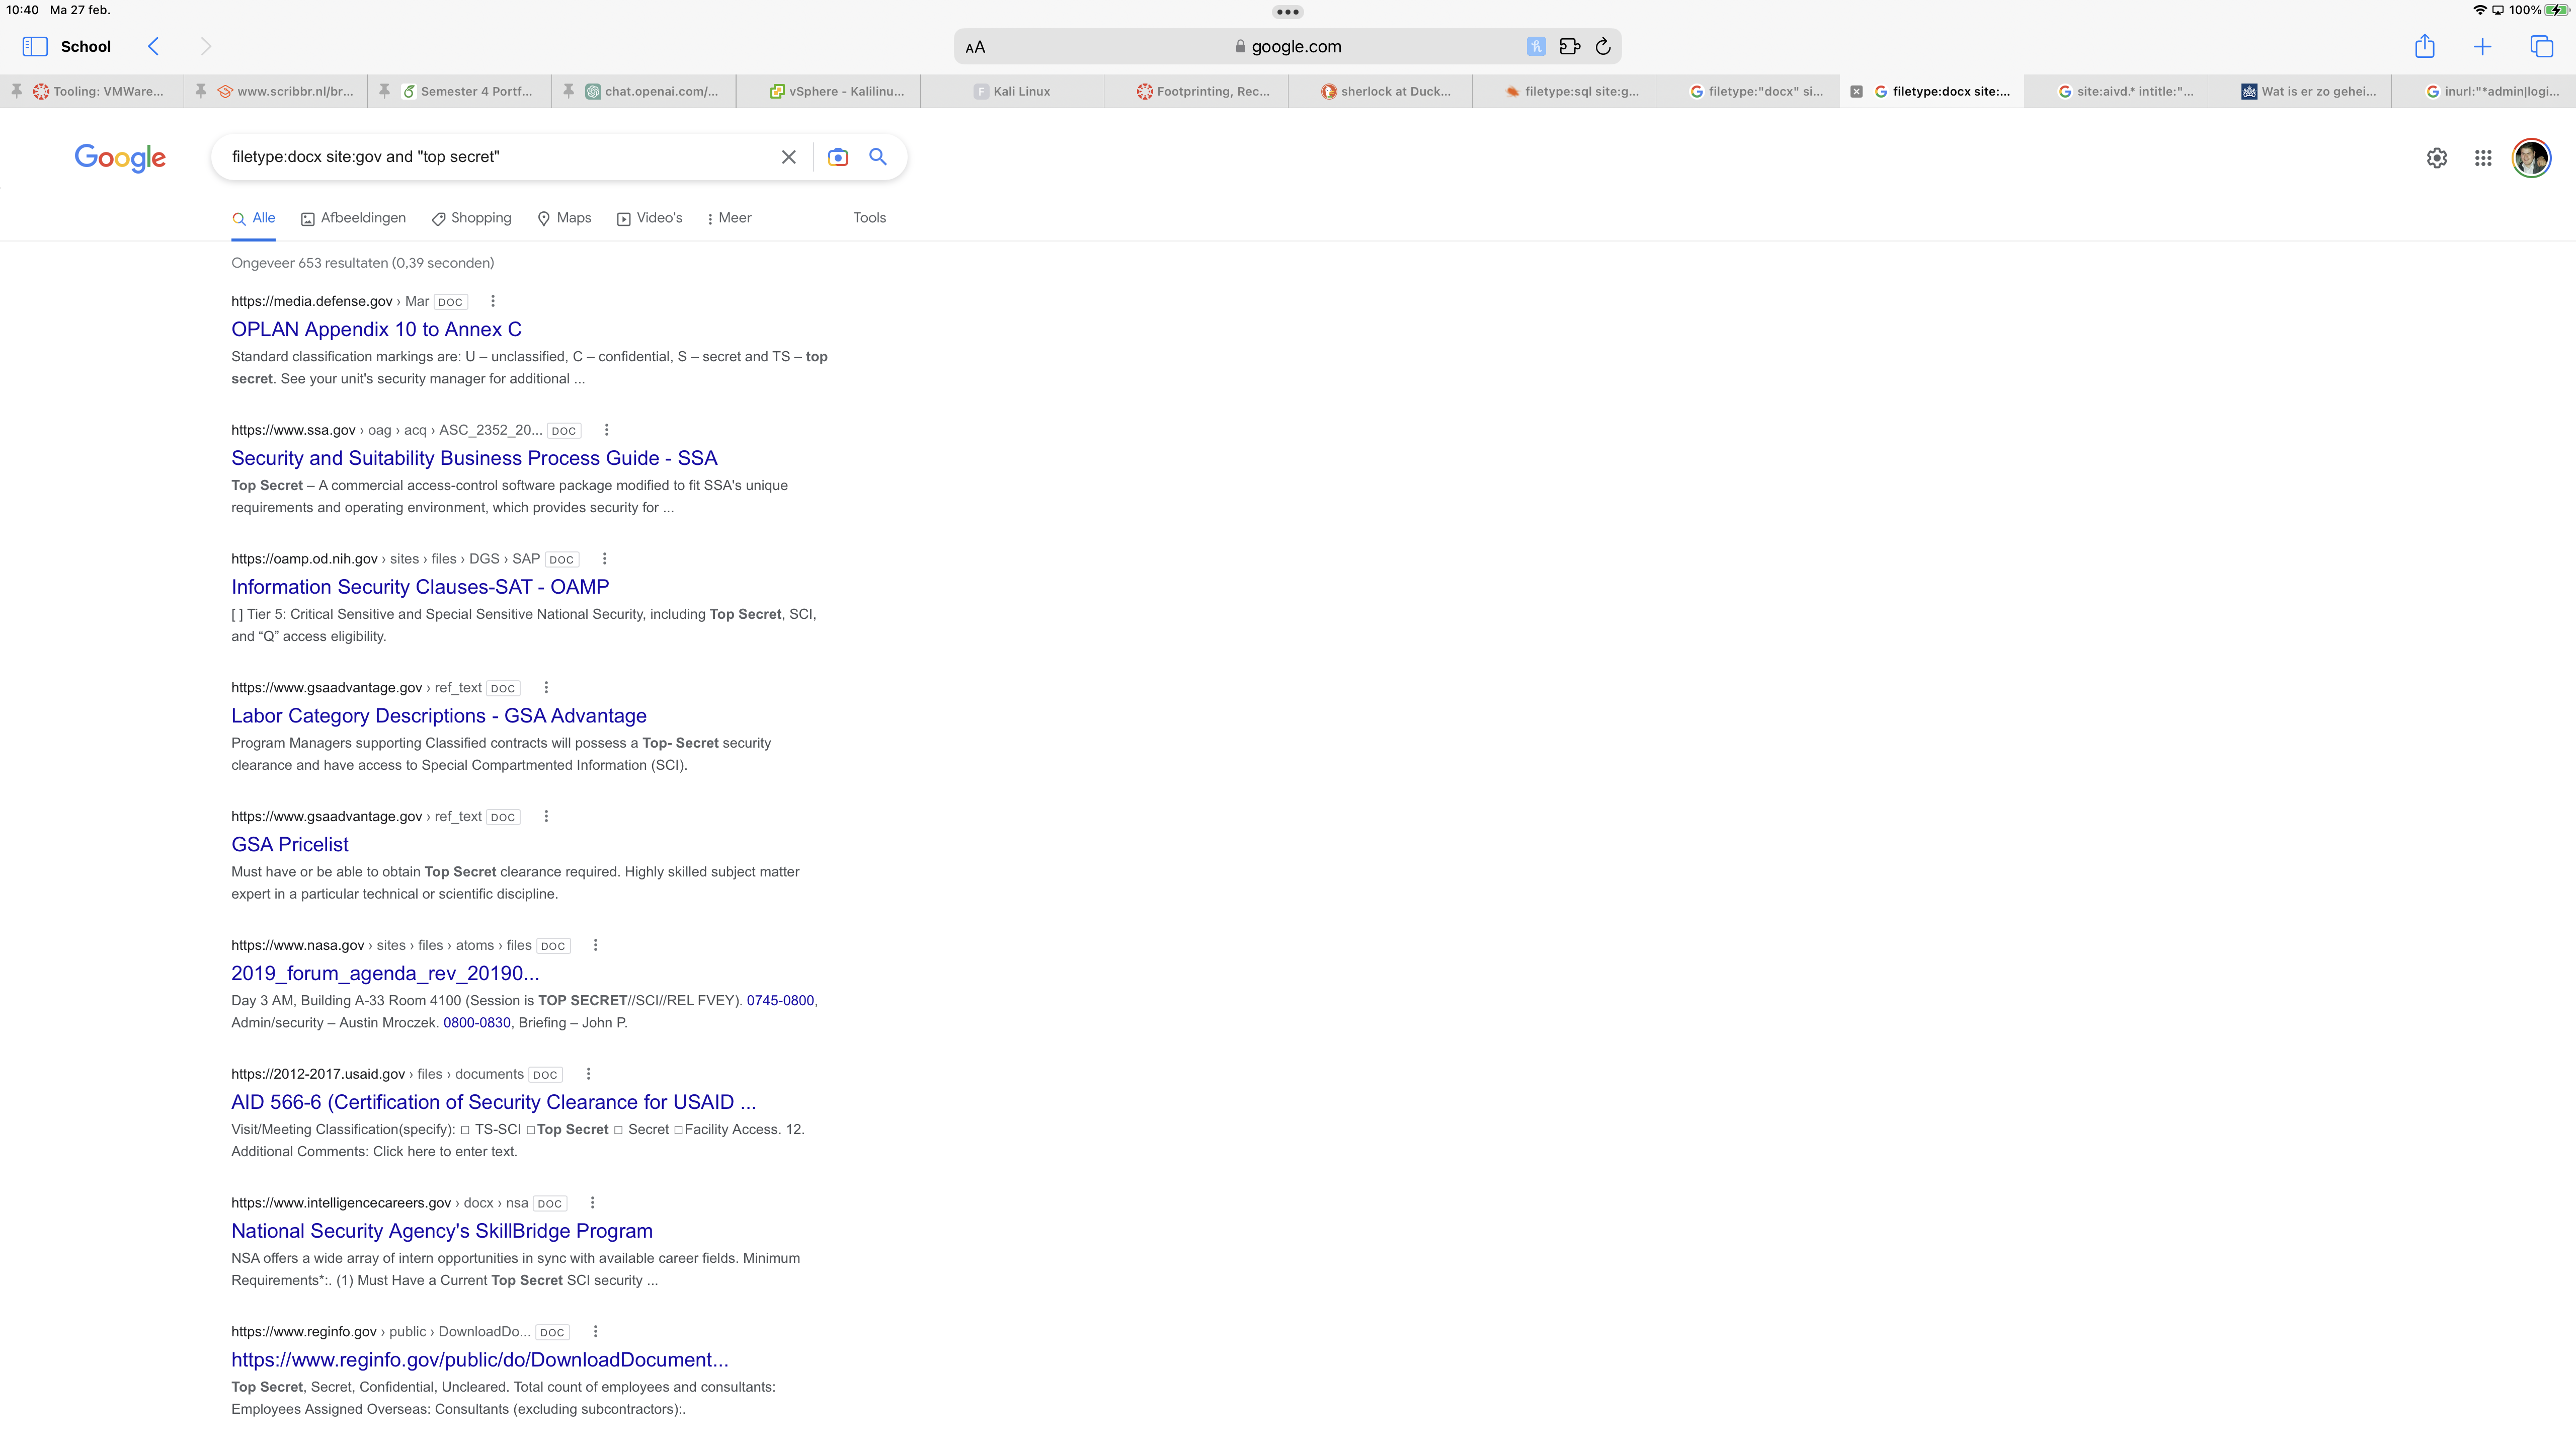 10:40 Ma 27 feb.
100%
School
AA
google.com
Tooling: VMWare...
www.scribbr.nl/br...
Semester 4 Portf...
chat.openai.com/...
vSphere - Kalilinu...
F Kali Linux
Footprinting, Rec...
sherlock at Duck...
filetype:sql site:g...
filetype:"docx" si...
filetype:docx site:...
site:aivd.* intitle:"...
Wat is er zo gehei...
inurl:"*admin|logi...
Google
filetype:docx site:gov and "top secret"
Alle
Afbeeldingen
Shopping
Maps
Video's
Meer
Tools
Ongeveer 653 resultaten (0,39 seconden)
https://media.defense.gov › Mar DOC
OPLAN Appendix 10 to Annex C
Standard classification markings are: U – unclassified, C – confidential, S – secret and TS – top
secret. See your unit's security manager for additional ...
https://www.ssa.gov › oag › acq › ASC_2352_20... DOC
Security and Suitability Business Process Guide - SSA
Top Secret – A commercial access-control software package modified to fit SSA's unique
requirements and operating environment, which provides security for ...
https://oamp.od.nih.gov › sites › files › DGS › SAP DOC
Information Security Clauses-SAT - OAMP
[ ] Tier 5: Critical Sensitive and Special Sensitive National Security, including Top Secret, SCI,
and “Q” access eligibility.
https://www.gsaadvantage.gov › ref_text DOC
Labor Category Descriptions - GSA Advantage
Program Managers supporting Classified contracts will possess a Top- Secret security
clearance and have access to Special Compartmented Information (SCI).
https://www.gsaadvantage.gov › ref_text DOC
GSA Pricelist
Must have or be able to obtain Top Secret clearance required. Highly skilled subject matter
expert in a particular technical or scientific discipline.
https://www.nasa.gov › sites › files › atoms › files DOC
2019_forum_agenda_rev_20190...
Day 3 AM, Building A-33 Room 4100 (Session is TOP SECRET//SCI//REL FVEY). 0745-0800,
Admin/security – Austin Mroczek. 0800-0830, Briefing – John P.
https://2012-2017.usaid.gov › files › documents DOC
AID 566-6 (Certification of Security Clearance for USAID ...
Visit/Meeting Classification(specify): ☐ TS-SCI ☐Top Secret ☐ Secret ☐Facility Access. 12.
Additional Comments: Click here to enter text.
https://www.intelligencecareers.gov › docx › nsa DOC
National Security Agency's SkillBridge Program
NSA offers a wide array of intern opportunities in sync with available career fields. Minimum
Requirements*:. (1) Must Have a Current Top Secret SCI security ...
https://www.reginfo.gov › public › DownloadDo... DOC
https://www.reginfo.gov/public/do/DownloadDocument...
Top Secret, Secret, Confidential, Uncleared. Total count of employees and consultants:
Employees Assigned Overseas: Consultants (excluding subcontractors):.